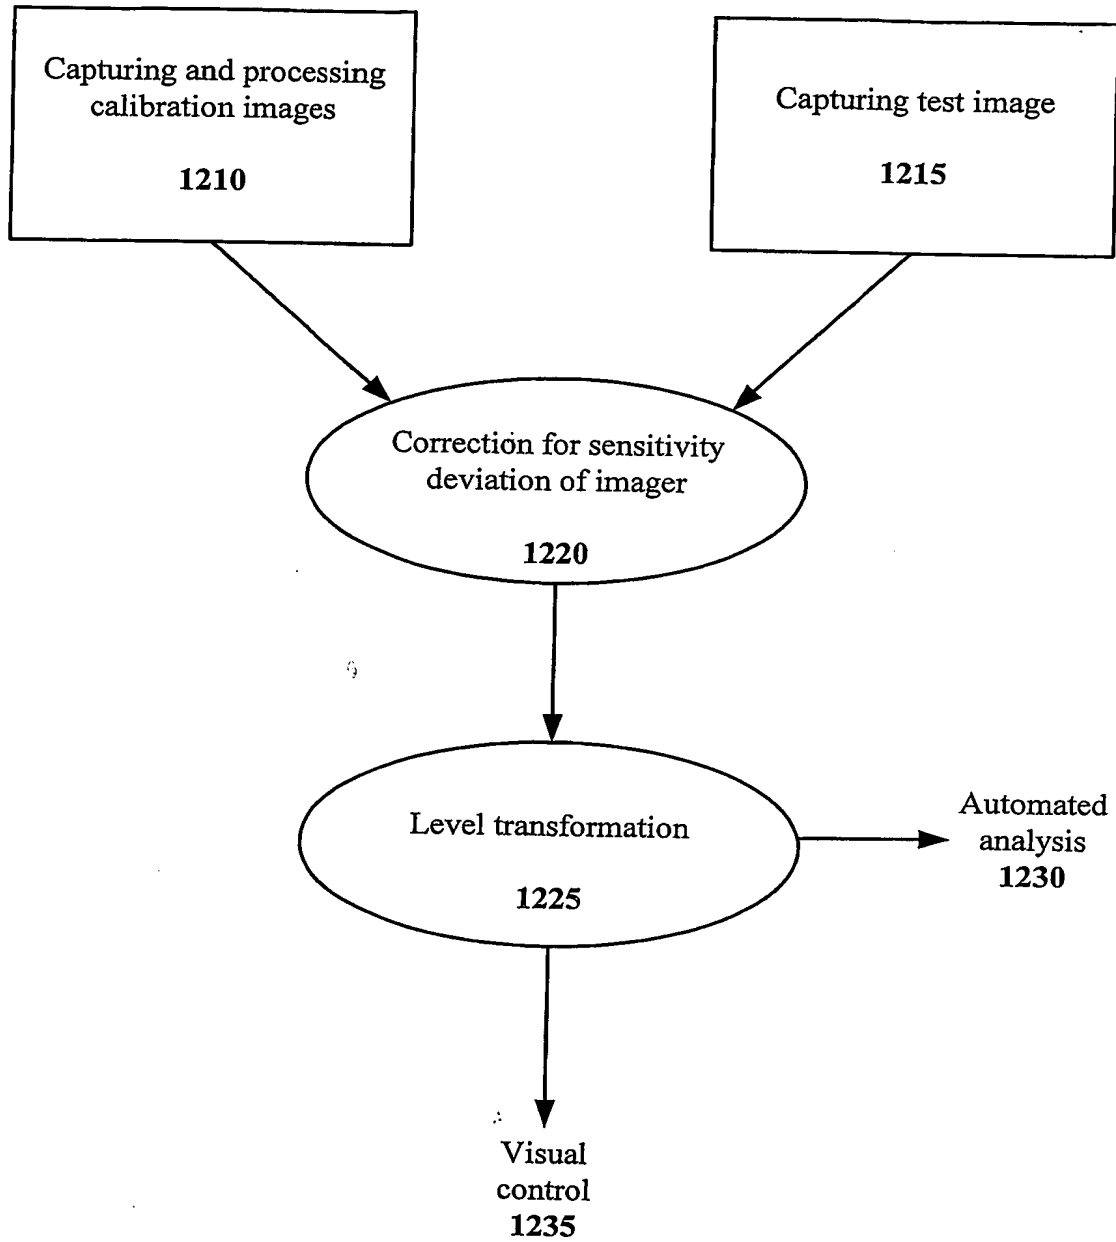 Capturing and processing
calibration images
1210
Capturing test image
1215
Correction for sensitivity
deviation of imager
1220
Level transformation
1225
Automated
analysis
1230
Visual
control
1235